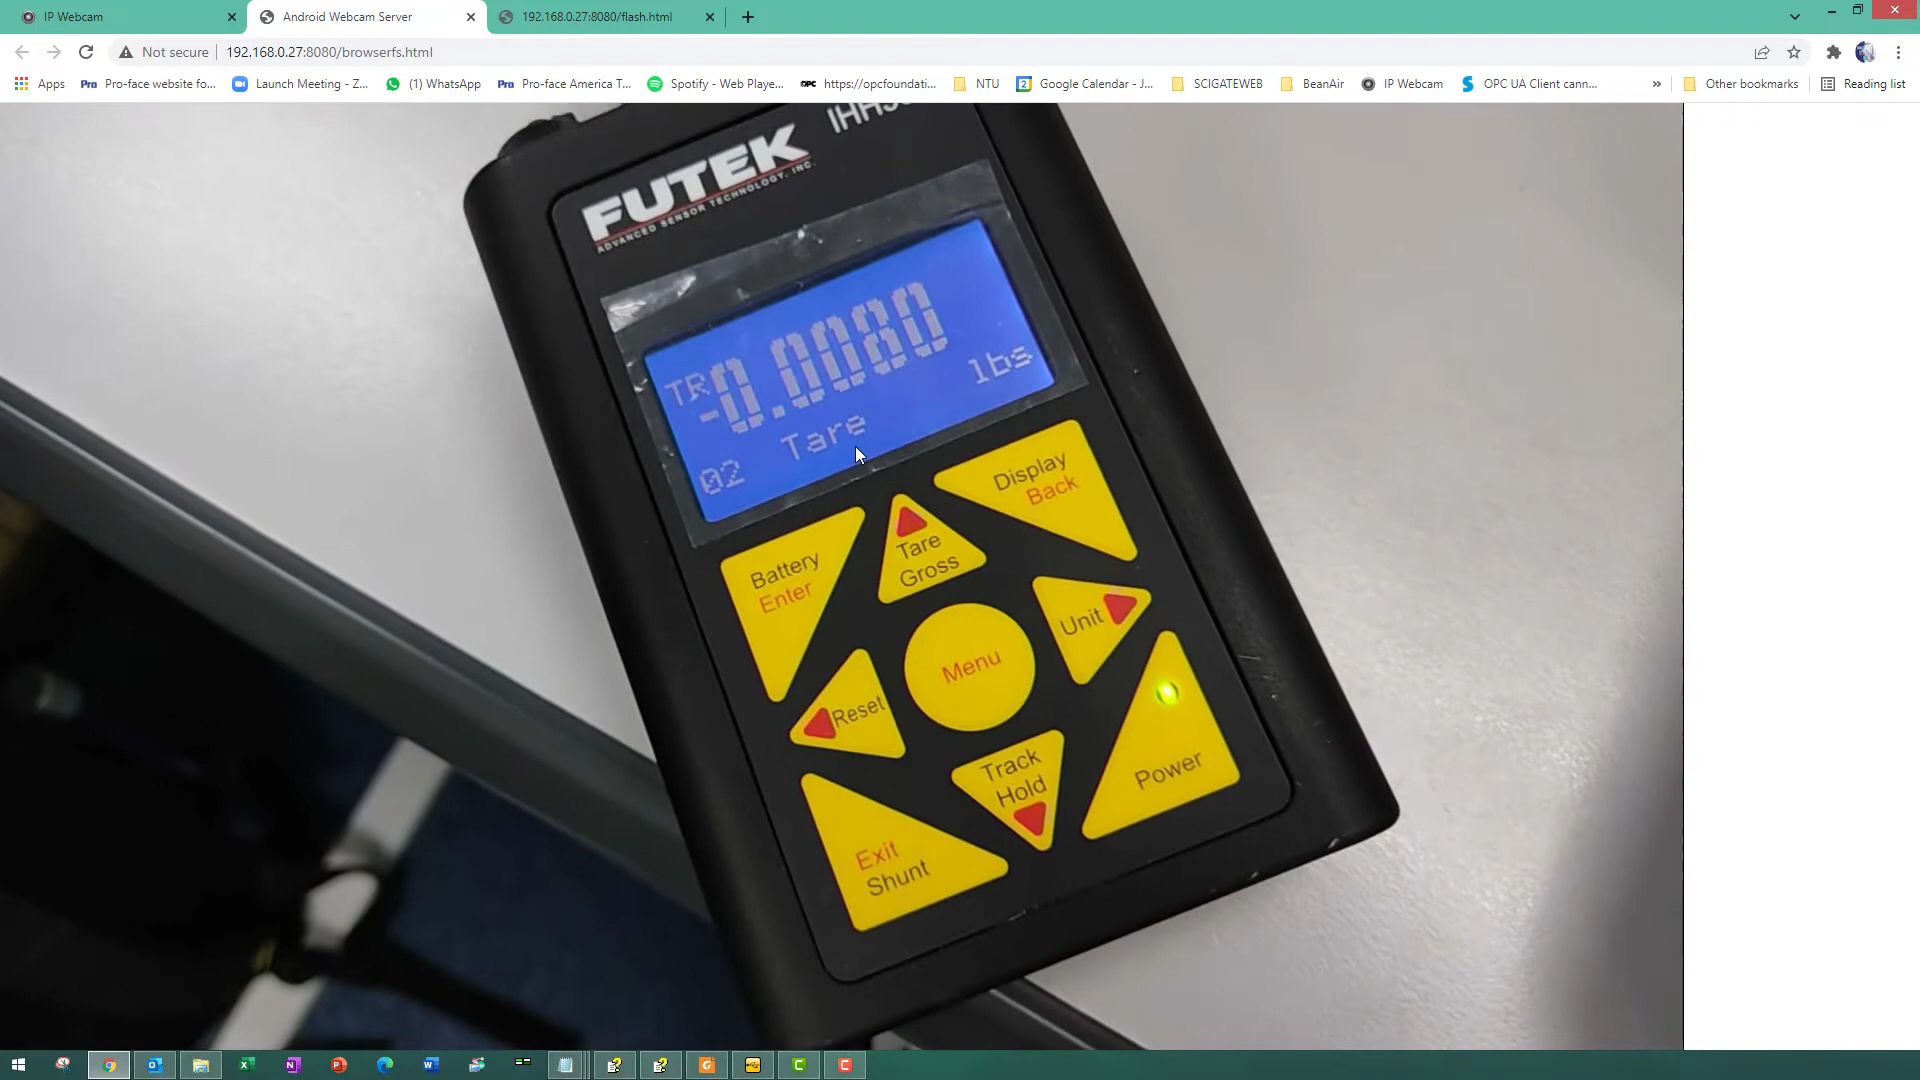 IP Webcam
Android Webcam Server
192.168.0.27:8080/flash.html
Not secure
192.168.0.27:8080/browserfs.html
Apps
Pro Pro-face website fo...
Launch Meeting - Z...
(1) WhatsApp
Pro Pro-face America T...
Spotify - Web Playe...
OPC https://opcfoundati...
NTU
2 Google Calendar - J...
SCIGATEWEB
BeanAir
IP Webcam
OPC UA Client cann...
Other bookmarks
Reading list
FUTEK
ADVANCED SENSOR TECHNOLOGY, INC.
TR
-0.0080
lbs
Tare
02
Display
Back
Battery
Enter
Tare
Gross
Unit
Menu
Reset
Track
Hold
Power
Exit
Shunt